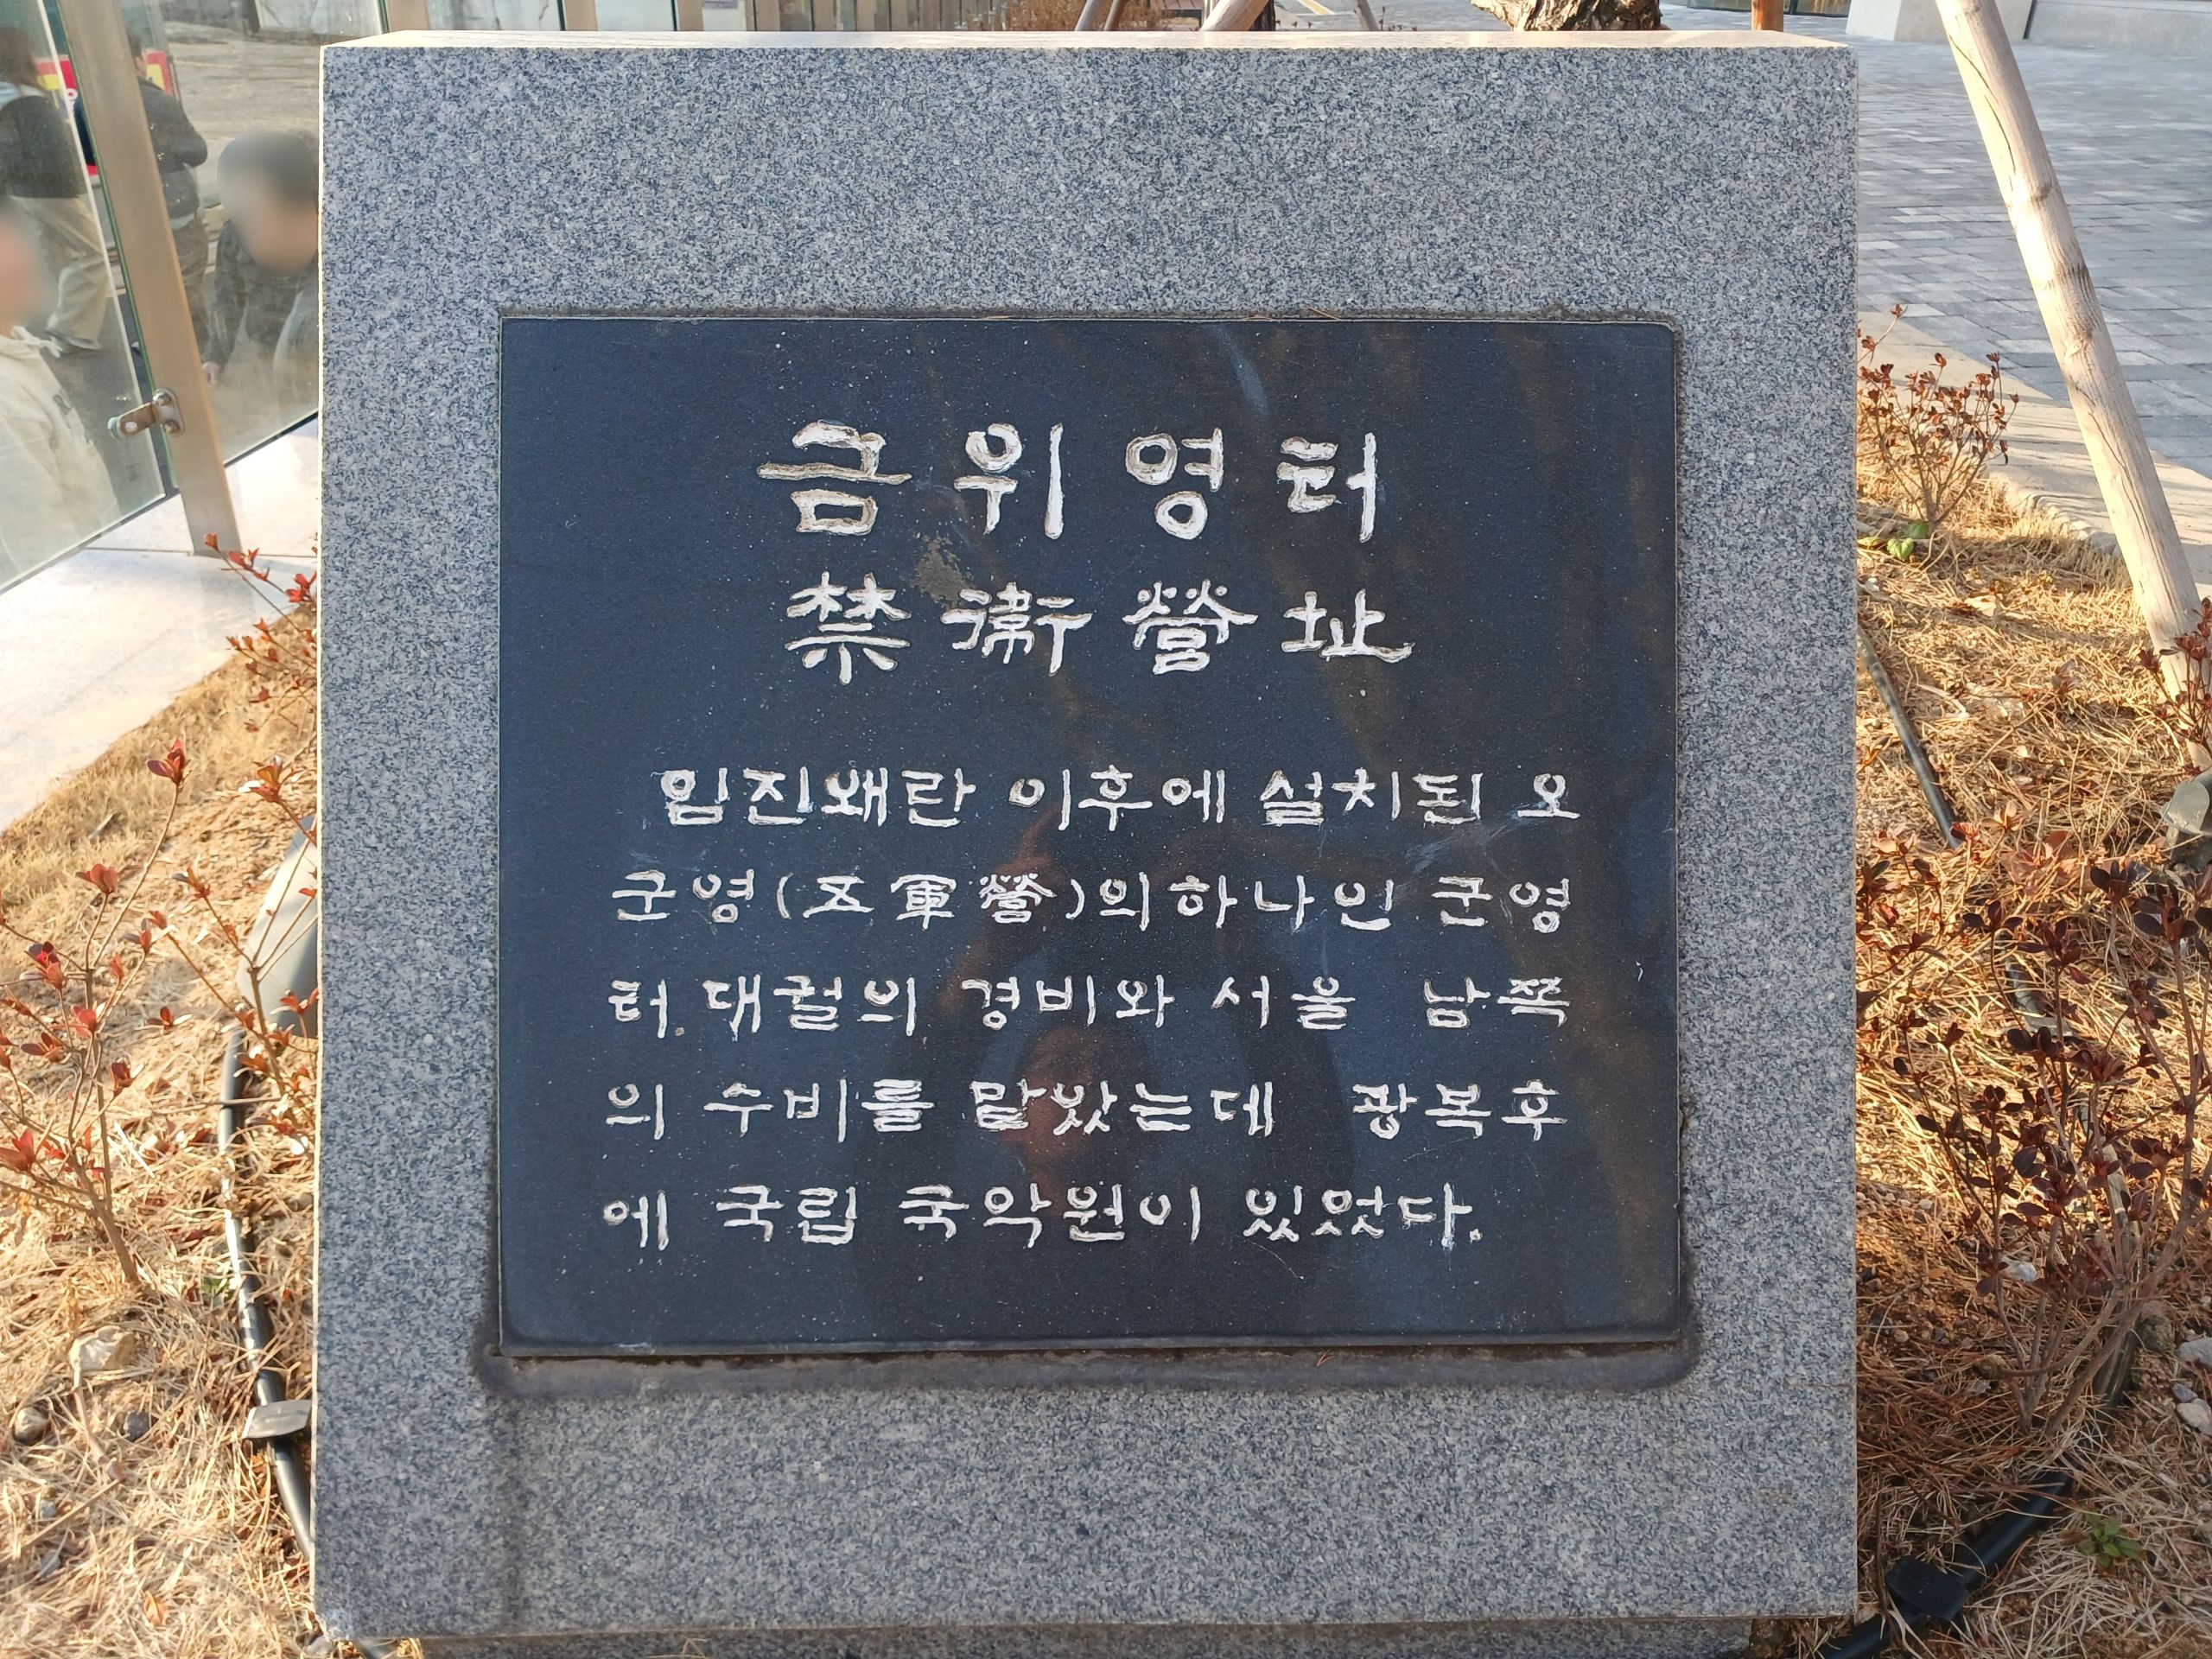 금위영터
禁衛營址
임진왜란 이후에 설치된 오
군영(五軍營)의하나인 군영
터. 대궐의 경비와 서울 남쪽
의 수비를 맡았는데 광복후
에 국립 국악원이 있었다.